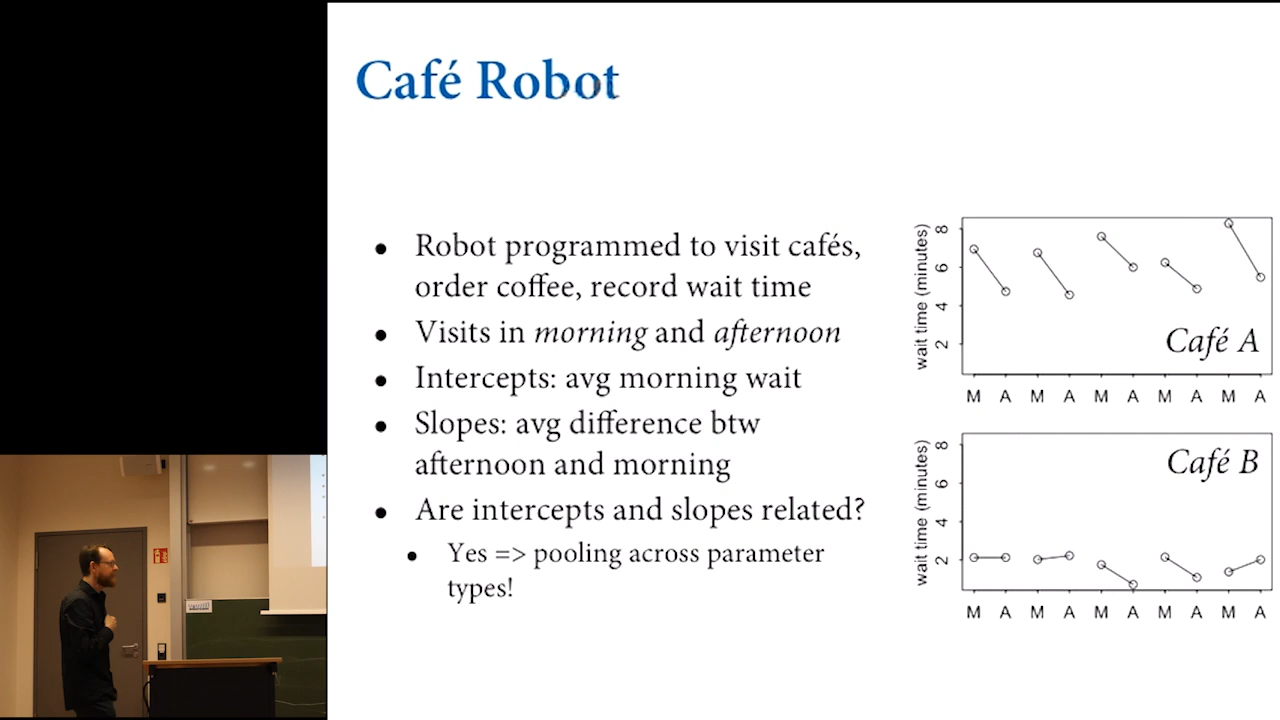 Café Robot
Robot programmed to visit cafés,
order coffee, record wait time
Visits in morning and afternoon
Intercepts: avg morning wait
Slopes: avg difference btw
afternoon and morning
Are intercepts and slopes related?
Yes => pooling across parameter
types!
wait time (minutes)
8
6
4
2
Café A
M A M A M A M A M A
wait time (minutes)
8
6
4
2
Café B
M A M A M A M A M A